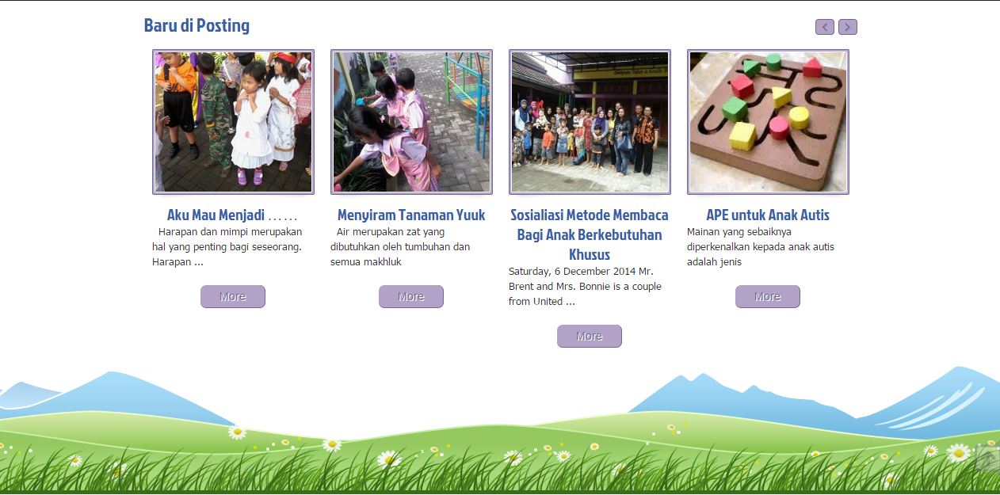 Baru di Posting
Aku Mau Menjadi ……
Harapan dan mimpi merupakan
hal yang penting bagi seseorang.
Harapan ...
More
Menyiram Tanaman Yuuk
Air merupakan zat yang
dibutuhkan oleh tumbuhan dan
semua makhluk
More
Sosialiasi Metode Membaca
Bagi Anak Berkebutuhan
Khusus
Saturday, 6 December 2014 Mr.
Brent and Mrs. Bonnie is a couple
from United ...
More
APE untuk Anak Autis
Mainan yang sebaiknya
diperkenalkan kepada anak autis
adalah jenis
More